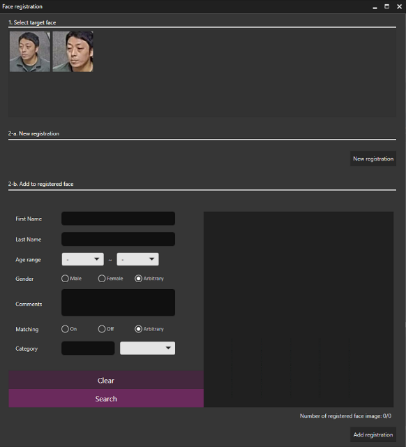 Face registration
1. Select target face
2-a. New registration
New registration
2-b. Add to registered face
First Name
Last Name
Age range - – -
Gender Male Female Arbitrary
Comments
Matching On Off Arbitrary
Category
Clear
Search
Number of registered face image: 0/0
Add registration